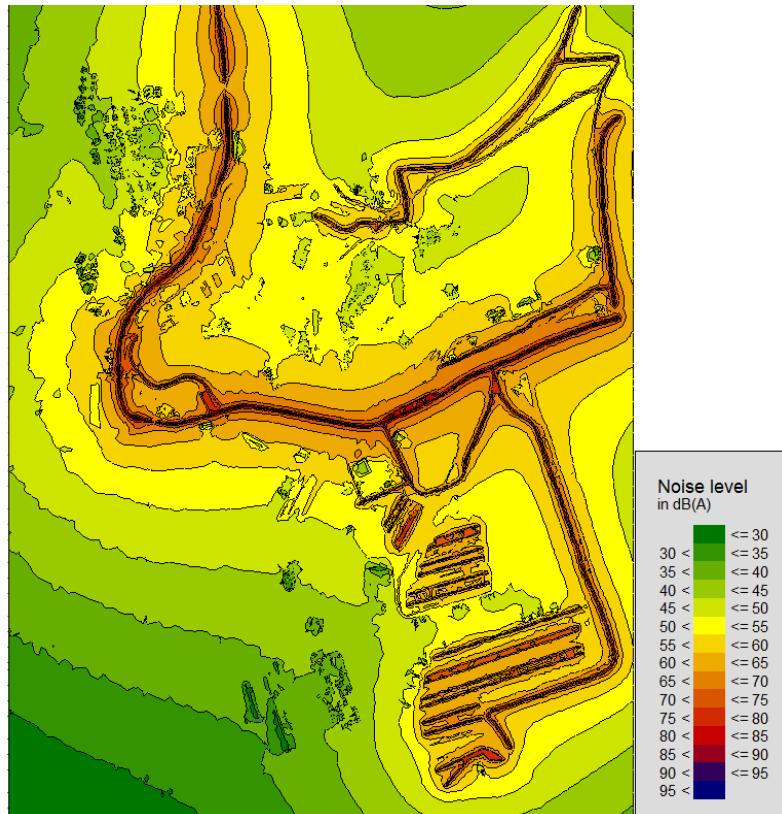 Noise level
in dB(A)
<= 30
30 < <= 35
35 < <= 40
40 < <= 45
45 < <= 50
50 < <= 55
55 < <= 60
60 < <= 65
65 < <= 70
70 < <= 75
75 < <= 80
80 < <= 85
85 < <= 90
90 < <= 95
95 <